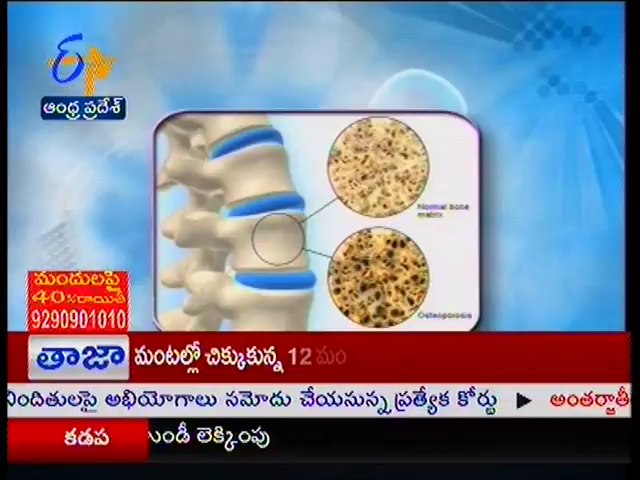 ఆంధ్ర ప్రదేశ్
Normal bone
matrix
Osteoporosis
మందులపై
40%రాయితీ
9290901010
తాజా మంటల్లో చిక్కుకున్న 12 మం
నిందితులపై అభియోగాలు నమోదు చేయనున్న ప్రత్యేక కోర్టు ▶ అంతర్జాతీ
కడప లెక్కింపు